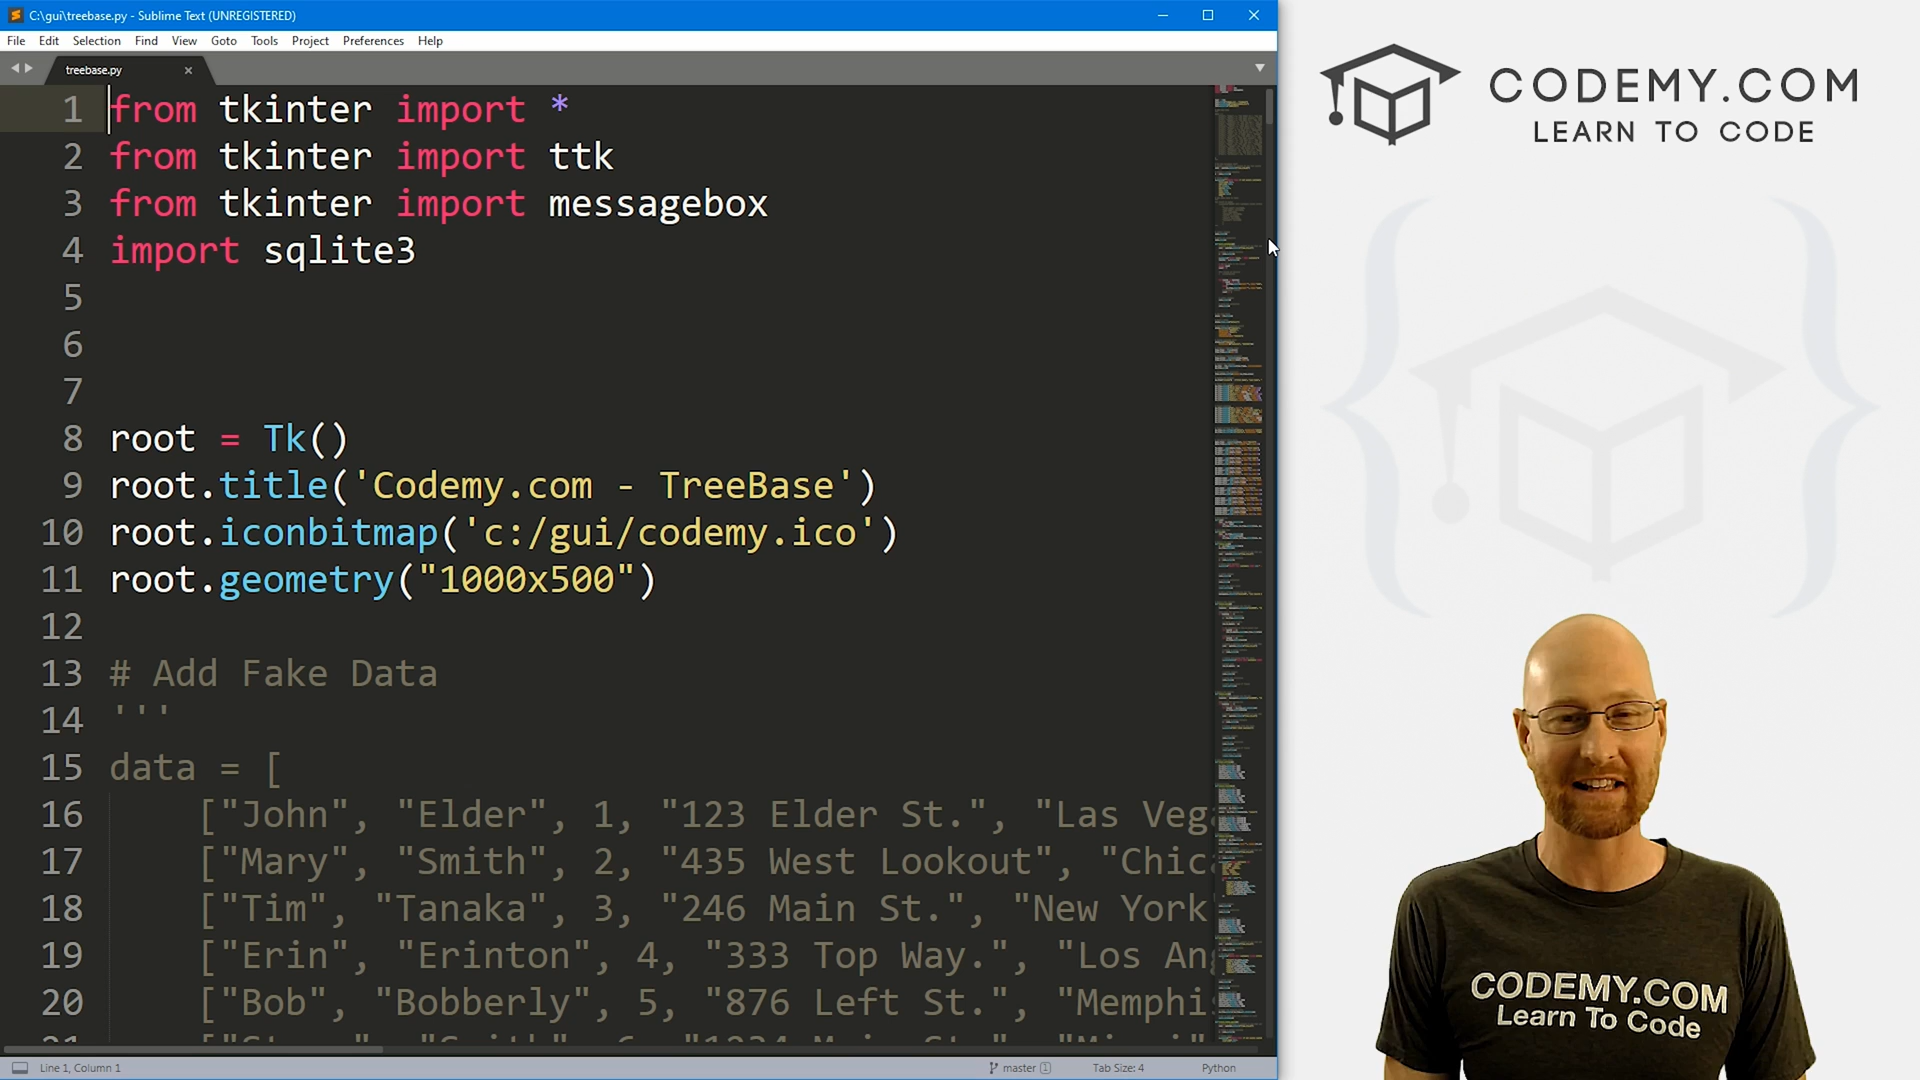 C:\gui\treebase.py - Sublime Text (UNREGISTERED)
File Edit Selection Find View Goto Tools Project Preferences Help
treebase.py
1 from tkinter import *
2 from tkinter import ttk
3 from tkinter import messagebox
4 import sqlite3
5
6
7
8 root = Tk()
9 root.title('Codemy.com - TreeBase')
10 root.iconbitmap('c:/gui/codemy.ico')
11 root.geometry("1000x500")
12
13 # Add Fake Data
14 '''
15 data = [
16 ["John", "Elder", 1, "123 Elder St.", "Las Vega
17 ["Mary", "Smith", 2, "435 West Lookout", "Chic
18 ["Tim", "Tanaka", 3, "246 Main St.", "New York"
19 ["Erin", "Erinton", 4, "333 Top Way.", "Los Ang
20 ["Bob", "Bobberly", 5, "876 Left St.", "Memphis
Line 1, Column 1
master 1
Tab Size: 4
Python
CODEMY.COM
LEARN TO CODE
CODEMY.COM
Learn To Code